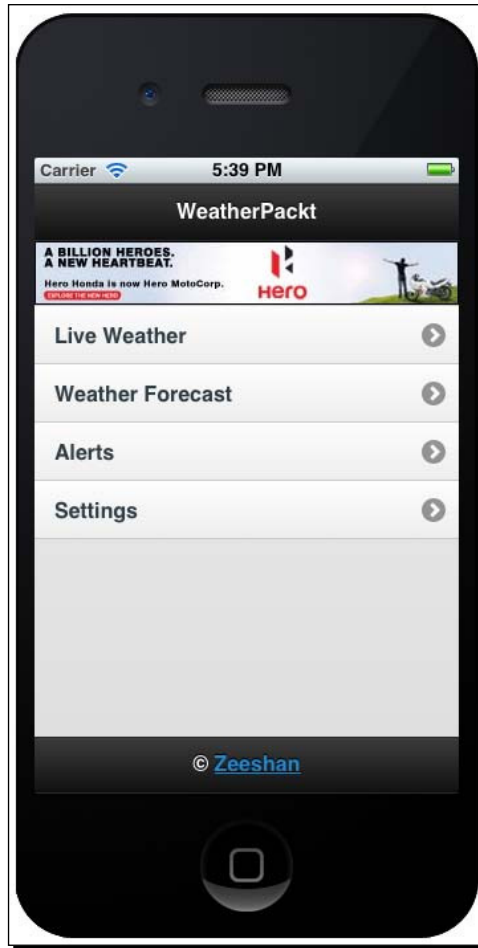 Carrier 5:39 PM
WeatherPackt
A BILLION HEROES.
A NEW HEARTBEAT.
Hero Honda is now Hero MotoCorp.
EXPLORE THE NEW HERO
Hero
Live Weather
Weather Forecast
Alerts
Settings
© Zeeshan